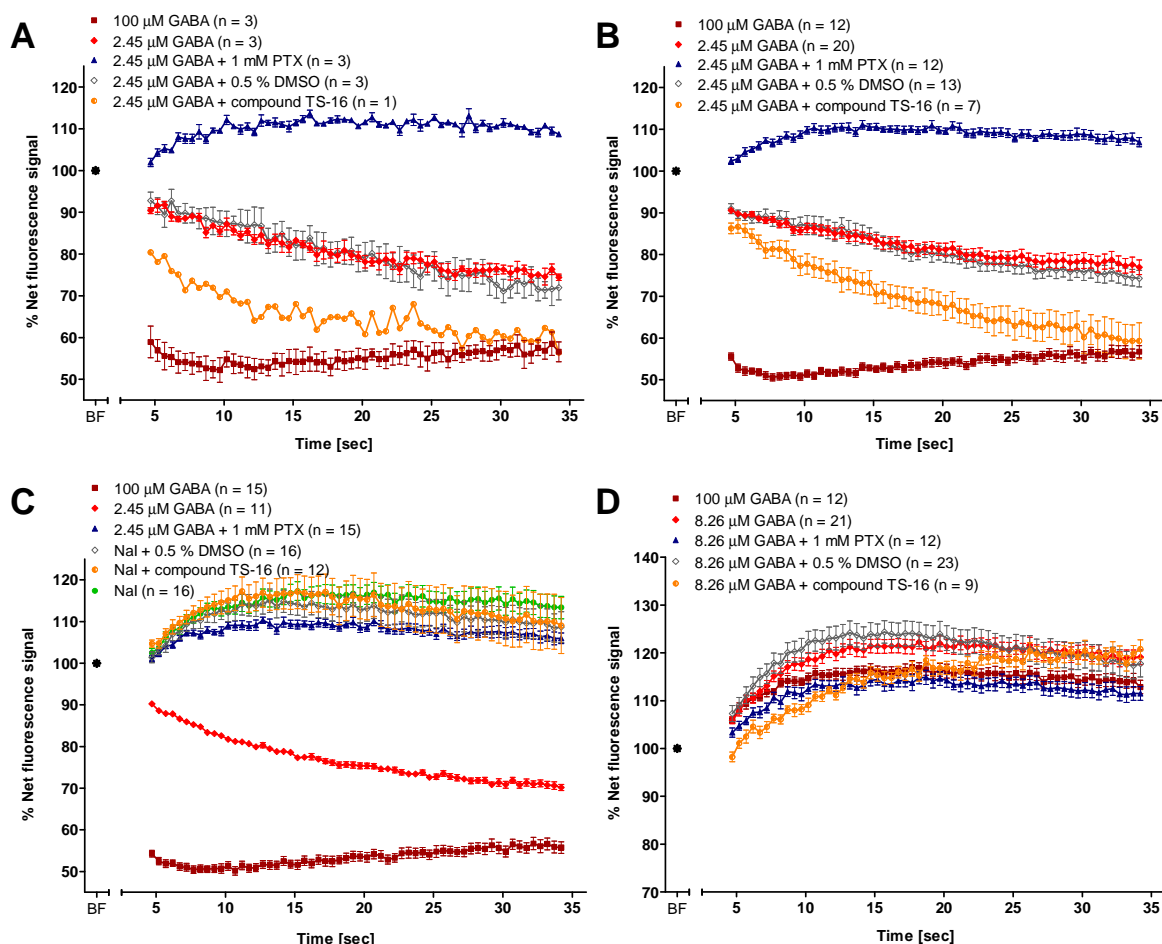 A
100 µM GABA (n = 3)
2.45 µM GABA (n = 3)
2.45 µM GABA + 1 mM PTX (n = 3)
2.45 µM GABA + 0.5 % DMSO (n = 3)
2.45 µM GABA + compound TS-16 (n = 1)
% Net fluorescence signal
120
110
100
90
80
70
60
50
BF
5 10 15 20 25 30 35
Time [sec]
B
100 µM GABA (n = 12)
2.45 µM GABA (n = 20)
2.45 µM GABA + 1 mM PTX (n = 12)
2.45 µM GABA + 0.5 % DMSO (n = 13)
2.45 µM GABA + compound TS-16 (n = 7)
% Net fluorescence signal
120
110
100
90
80
70
60
50
BF
5 10 15 20 25 30 35
Time [sec]
C
100 µM GABA (n = 15)
2.45 µM GABA (n = 11)
2.45 µM GABA + 1 mM PTX (n = 15)
NaI + 0.5 % DMSO (n = 16)
NaI + compound TS-16 (n = 12)
NaI (n = 16)
% Net fluorescence signal
120
110
100
90
80
70
60
50
BF
5 10 15 20 25 30 35
Time [sec]
D
100 µM GABA (n = 12)
8.26 µM GABA (n = 21)
8.26 µM GABA + 1 mM PTX (n = 12)
8.26 µM GABA + 0.5 % DMSO (n = 23)
8.26 µM GABA + compound TS-16 (n = 9)
% Net fluorescence signal
140
130
120
110
100
90
80
70
BF
5 10 15 20 25 30 35
Time [sec]